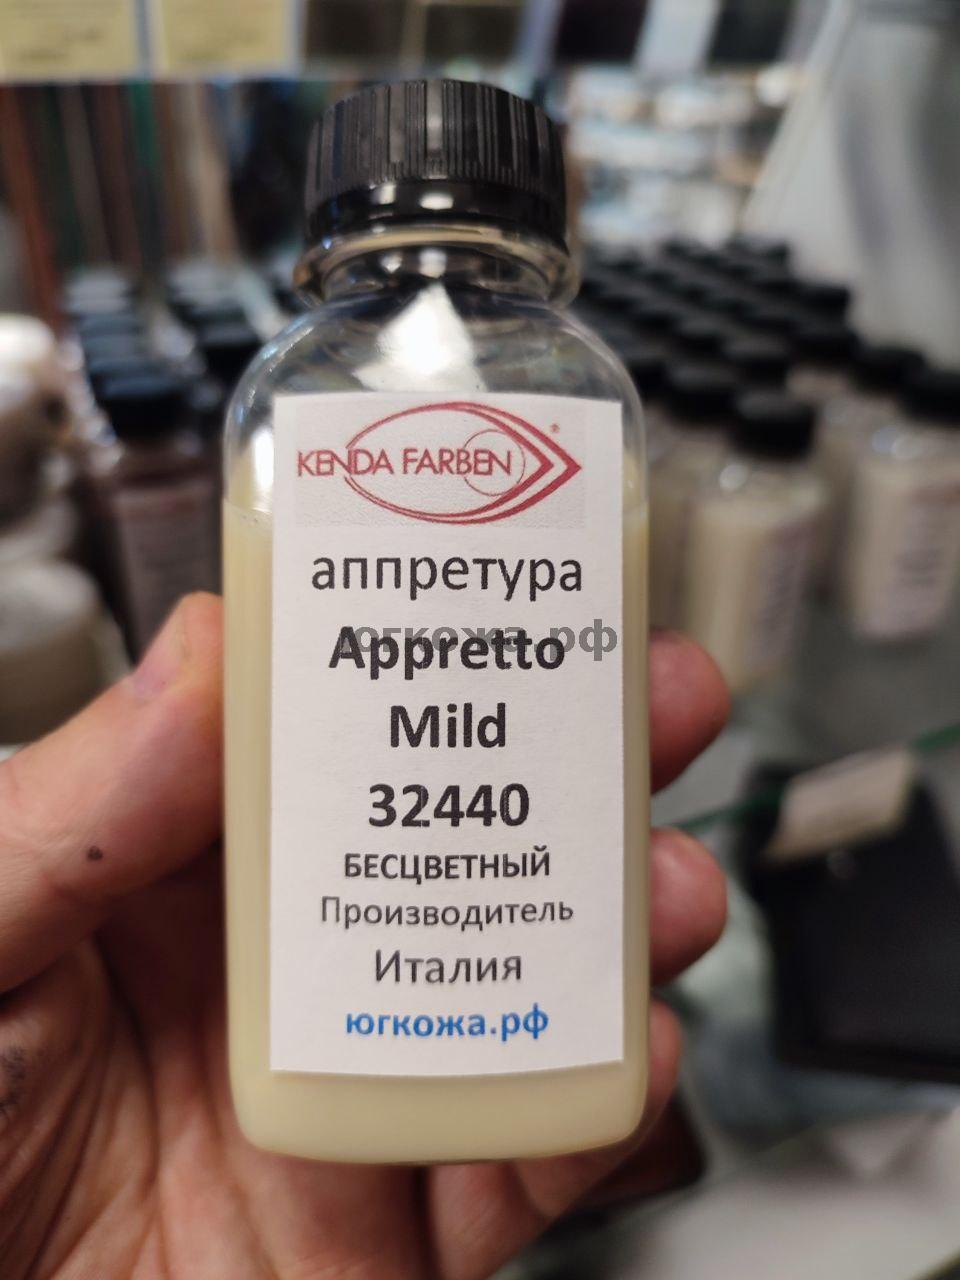 KENDA FARBEN
®
аппретура
югкожа.рф
Appretto
Mild
32440
БЕСЦВЕТНЫЙ
Производитель
Италия
югкожа.рф